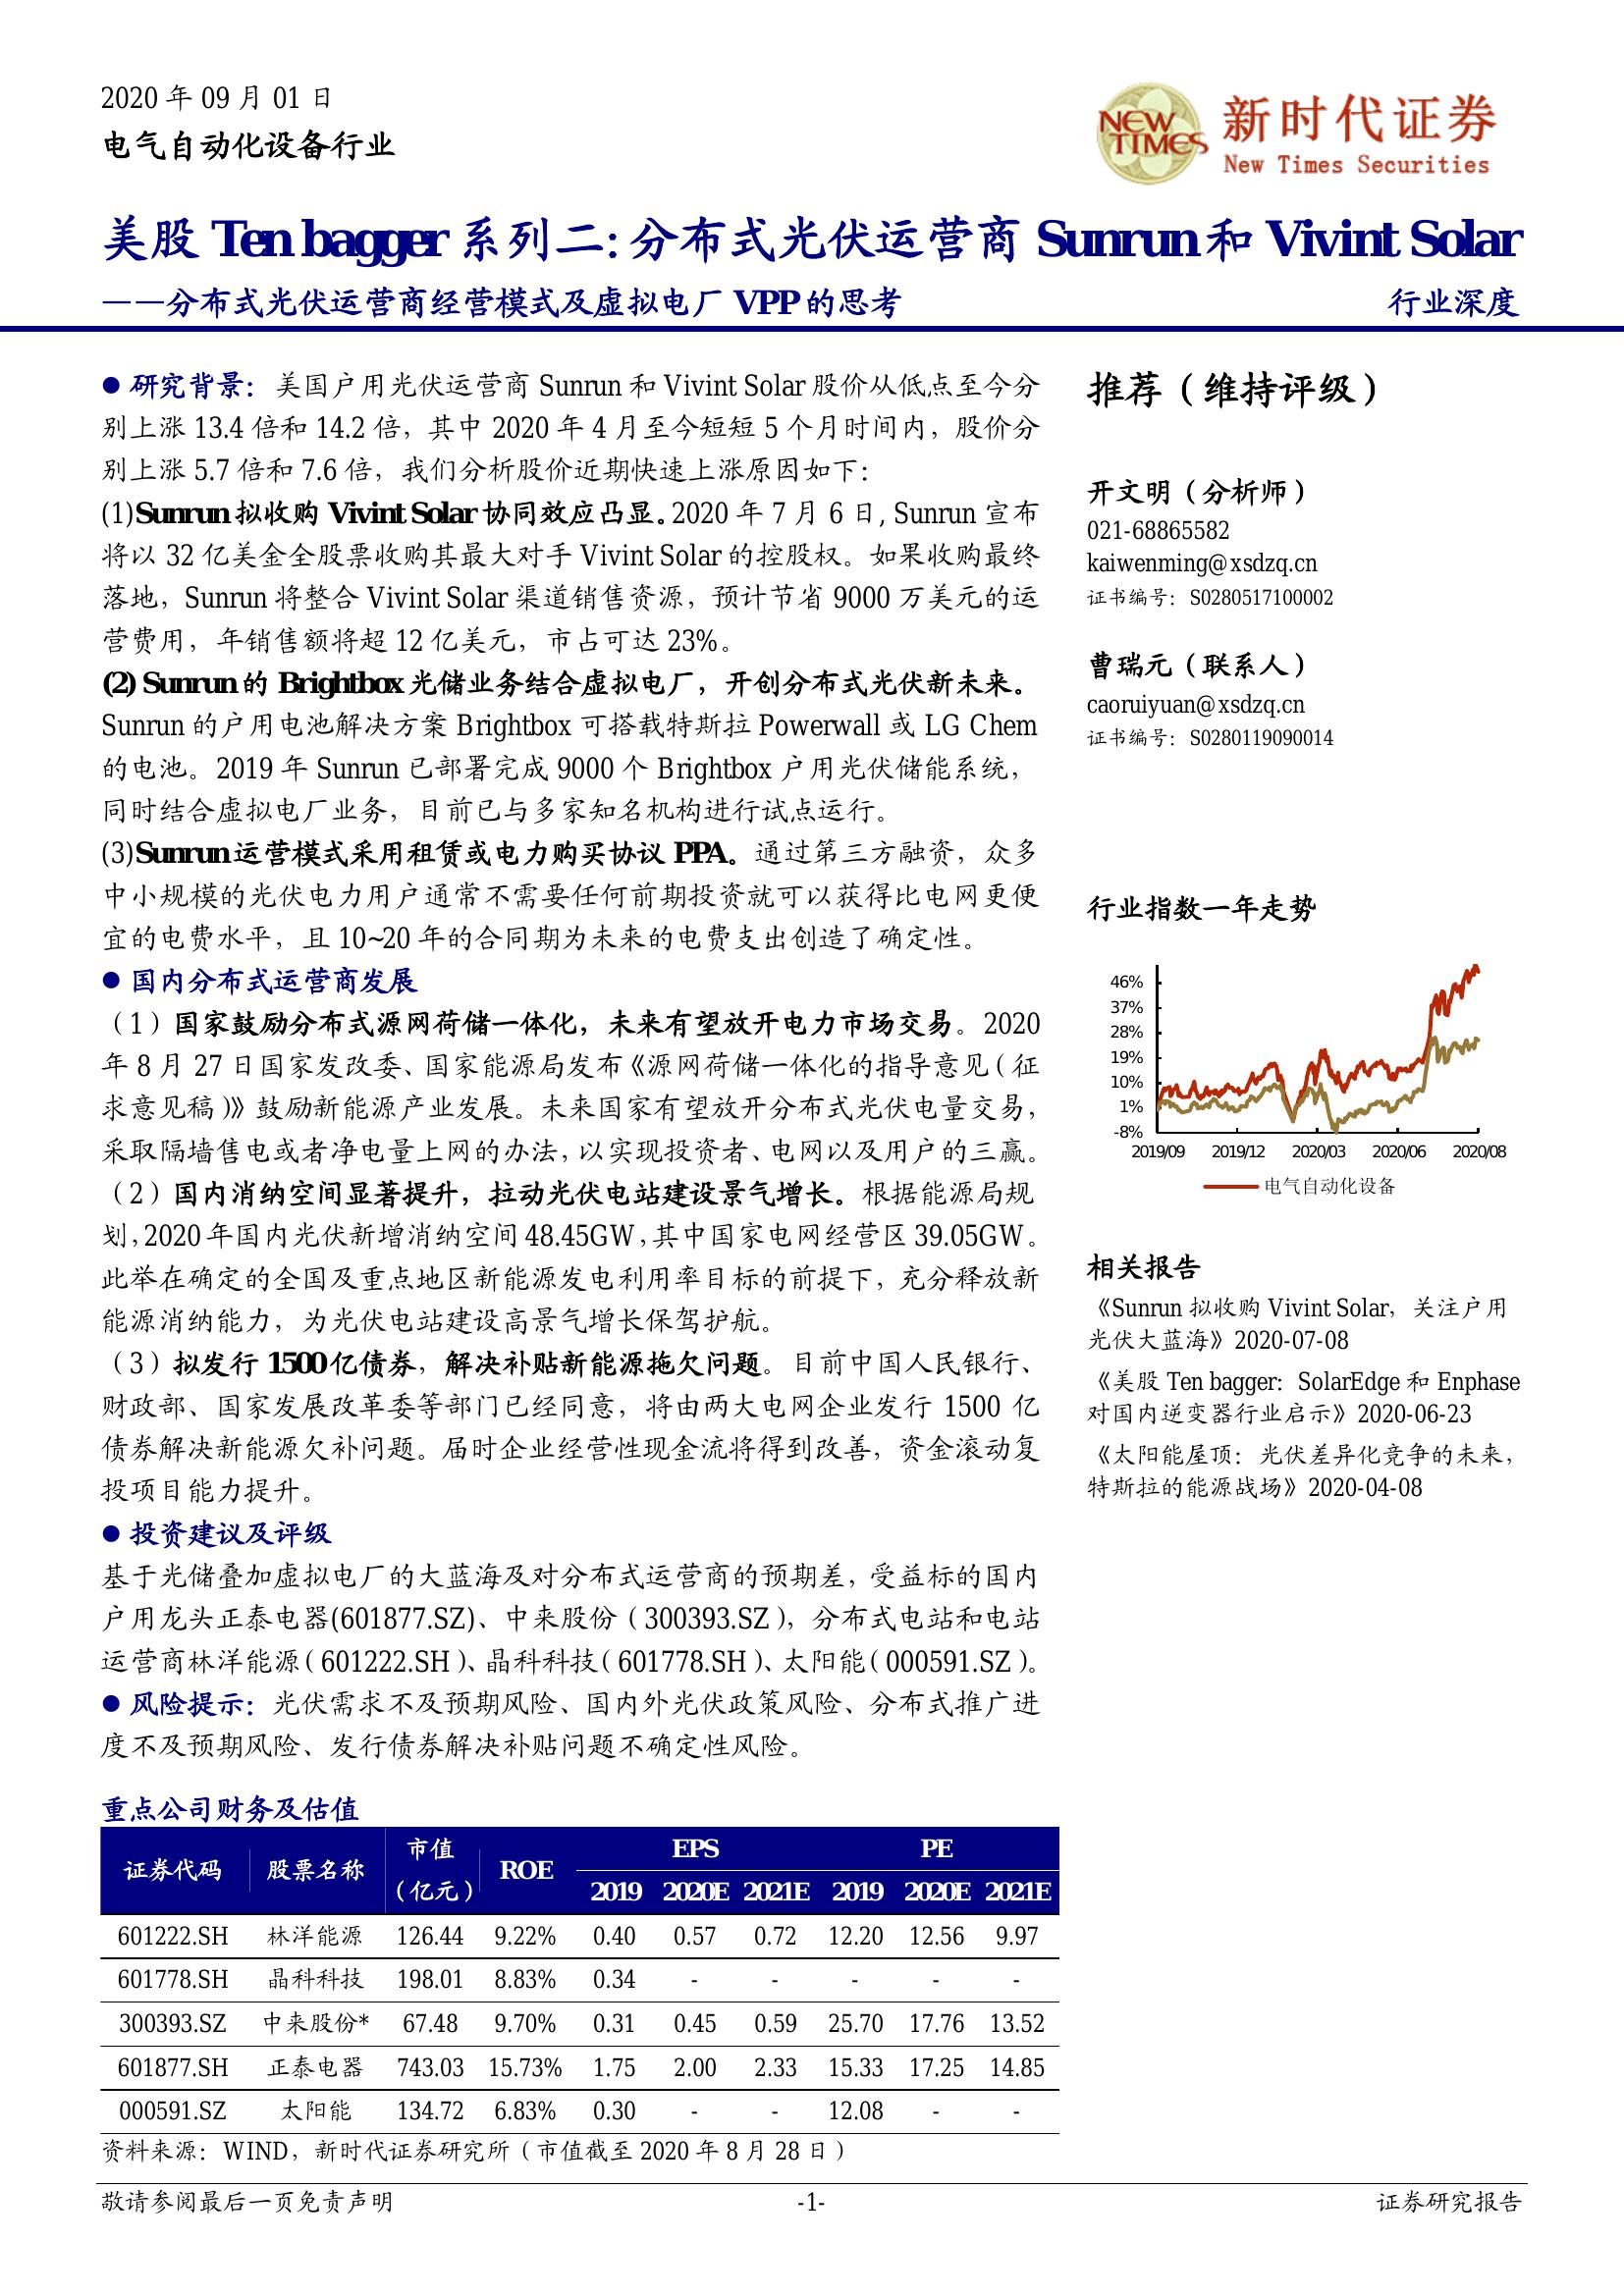 2020 年 09 月 01 日
电气自动化设备行业
NEW TIMES
新时代证券
New Times Securities
美股 Ten bagger 系列二：分布式光伏运营商 Sunrun 和 Vivint Solar
——分布式光伏运营商经营模式及虚拟电厂 VPP 的思考
行业深度
● 研究背景：美国户用光伏运营商 Sunrun 和 Vivint Solar 股价从低点至今分
别上涨 13.4 倍和 14.2 倍，其中 2020 年 4 月至今短短 5 个月时间内，股价分
别上涨 5.7 倍和 7.6 倍，我们分析股价近期快速上涨原因如下：
(1)Sunrun 拟收购 Vivint Solar 协同效应凸显。2020 年 7 月 6 日, Sunrun 宣布
将以 32 亿美金全股票收购其最大对手 Vivint Solar 的控股权。如果收购最终
落地，Sunrun 将整合 Vivint Solar 渠道销售资源，预计节省 9000 万美元的运
营费用，年销售额将超 12 亿美元，市占可达 23%。
(2) Sunrun 的 Brightbox 光储业务结合虚拟电厂，开创分布式光伏新未来。
Sunrun 的户用电池解决方案 Brightbox 可搭载特斯拉 Powerwall 或 LG Chem
的电池。2019 年 Sunrun 已部署完成 9000 个 Brightbox 户用光伏储能系统，
同时结合虚拟电厂业务，目前已与多家知名机构进行试点运行。
(3)Sunrun 运营模式采用租赁或电力购买协议 PPA。通过第三方融资，众多
中小规模的光伏电力用户通常不需要任何前期投资就可以获得比电网更便
宜的电费水平，且 10~20 年的合同期为未来的电费支出创造了确定性。
● 国内分布式运营商发展
（1）国家鼓励分布式源网荷储一体化，未来有望放开电力市场交易。2020
年 8 月 27 日国家发改委、国家能源局发布《源网荷储一体化的指导意见（征
求意见稿）》鼓励新能源产业发展。未来国家有望放开分布式光伏电量交易，
采取隔墙售电或者净电量上网的办法，以实现投资者、电网以及用户的三赢。
（2）国内消纳空间显著提升，拉动光伏电站建设景气增长。根据能源局规
划，2020 年国内光伏新增消纳空间 48.45GW，其中国家电网经营区 39.05GW。
此举在确定的全国及重点地区新能源发电利用率目标的前提下，充分释放新
能源消纳能力，为光伏电站建设高景气增长保驾护航。
（3）拟发行 1500 亿债券，解决补贴新能源拖欠问题。目前中国人民银行、
财政部、国家发展改革委等部门已经同意，将由两大电网企业发行 1500 亿
债券解决新能源欠补问题。届时企业经营性现金流将得到改善，资金滚动复
投项目能力提升。
● 投资建议及评级
基于光储叠加虚拟电厂的大蓝海及对分布式运营商的预期差，受益标的国内
户用龙头正泰电器(601877.SZ)、中来股份（300393.SZ），分布式电站和电站
运营商林洋能源（601222.SH）、晶科科技（601778.SH）、太阳能（000591.SZ）。
● 风险提示：光伏需求不及预期风险、国内外光伏政策风险、分布式推广进
度不及预期风险、发行债券解决补贴问题不确定性风险。
推荐（维持评级）
开文明（分析师）
021-68865582
kaiwenming@xsdzq.cn
证书编号：S0280517100002
曹瑞元（联系人）
caoruiyuan@xsdzq.cn
证书编号：S0280119090014
行业指数一年走势
46%
37%
28%
19%
10%
1%
-8%
2019/09 2019/12 2020/03 2020/06 2020/08
电气自动化设备
相关报告
《Sunrun 拟收购 Vivint Solar，关注户用
光伏大蓝海》2020-07-08
《美股 Ten bagger：SolarEdge 和 Enphase
对国内逆变器行业启示》2020-06-23
《太阳能屋顶：光伏差异化竞争的未来，
特斯拉的能源战场》2020-04-08
重点公司财务及估值
证券代码 股票名称 市值（亿元） ROE EPS PE
2019 2020E 2021E 2019 2020E 2021E
601222.SH 林洋能源 126.44 9.22% 0.40 0.57 0.72 12.20 12.56 9.97
601778.SH 晶科科技 198.01 8.83% 0.34 - - - - -
300393.SZ 中来股份* 67.48 9.70% 0.31 0.45 0.59 25.70 17.76 13.52
601877.SH 正泰电器 743.03 15.73% 1.75 2.00 2.33 15.33 17.25 14.85
000591.SZ 太阳能 134.72 6.83% 0.30 - - 12.08 - -
资料来源：WIND，新时代证券研究所（市值截至 2020 年 8 月 28 日）
敬请参阅最后一页免责声明 -1- 证券研究报告